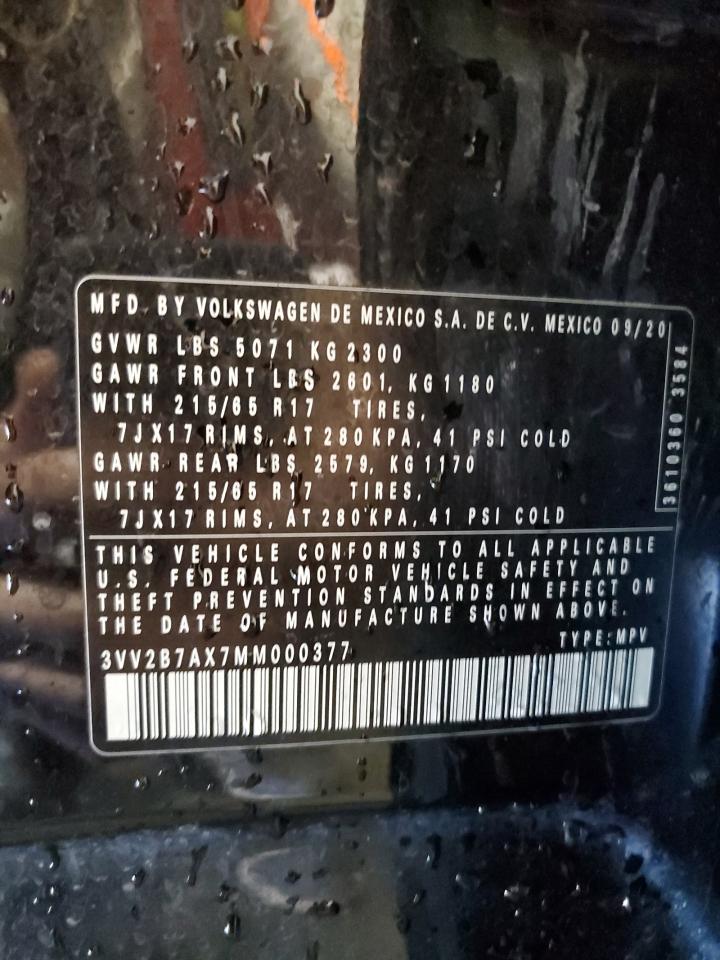 MFD. BY VOLKSWAGEN DE MEXICO S.A. DE C.V. MEXICO 09/20
GVWR LBS 5071 KG 2300
GAWR FRONT LBS 2601, KG 1180
WITH 215/65 R17 TIRES,
7JX17 RIMS, AT 280 KPA, 41 PSI COLD
GAWR REAR LBS 2579, KG 1170
WITH 215/65 R17 TIRES,
7JX17 RIMS, AT 280 KPA, 41 PSI COLD
3610360 3584
THIS VEHICLE CONFORMS TO ALL APPLICABLE
U.S. FEDERAL MOTOR VEHICLE SAFETY AND
THEFT PREVENTION STANDARDS IN EFFECT ON
THE DATE OF MANUFACTURE SHOWN ABOVE.
TYPE: MPV
3VV2B7AX7MM000377